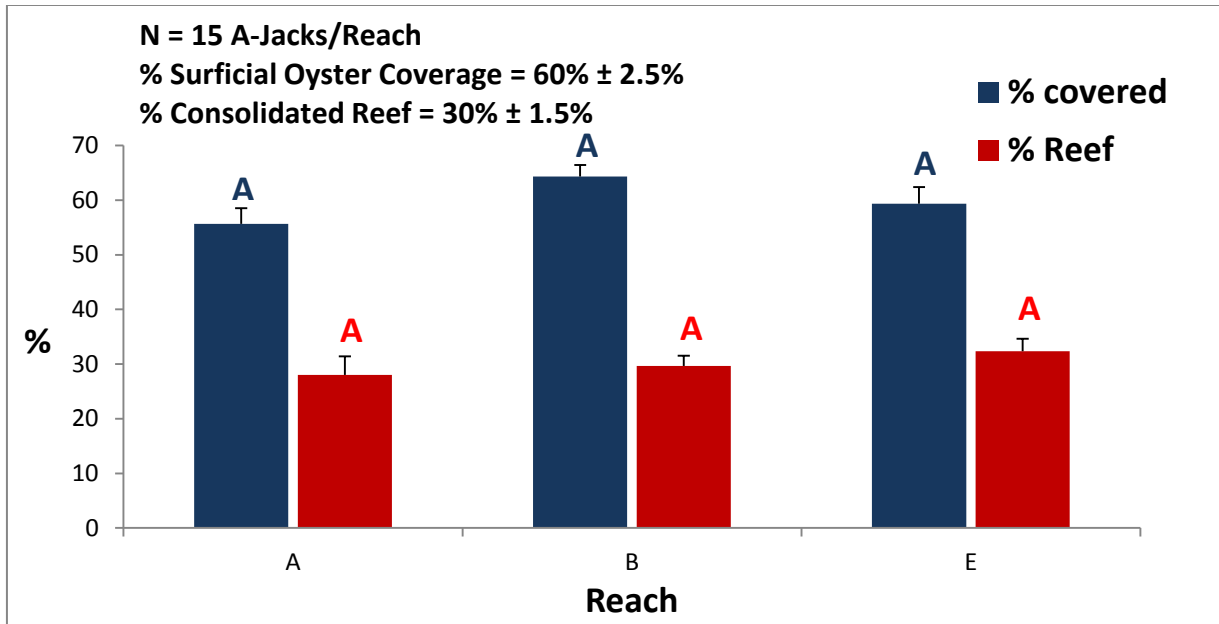 N = 15 A-Jacks/Reach
% Surficial Oyster Coverage = 60% ± 2.5%
% Consolidated Reef = 30% ± 1.5%
% covered
% Reef
70
60
50
40
30
20
10
0
%
A
A
A
A
A
A
A
B
E
Reach